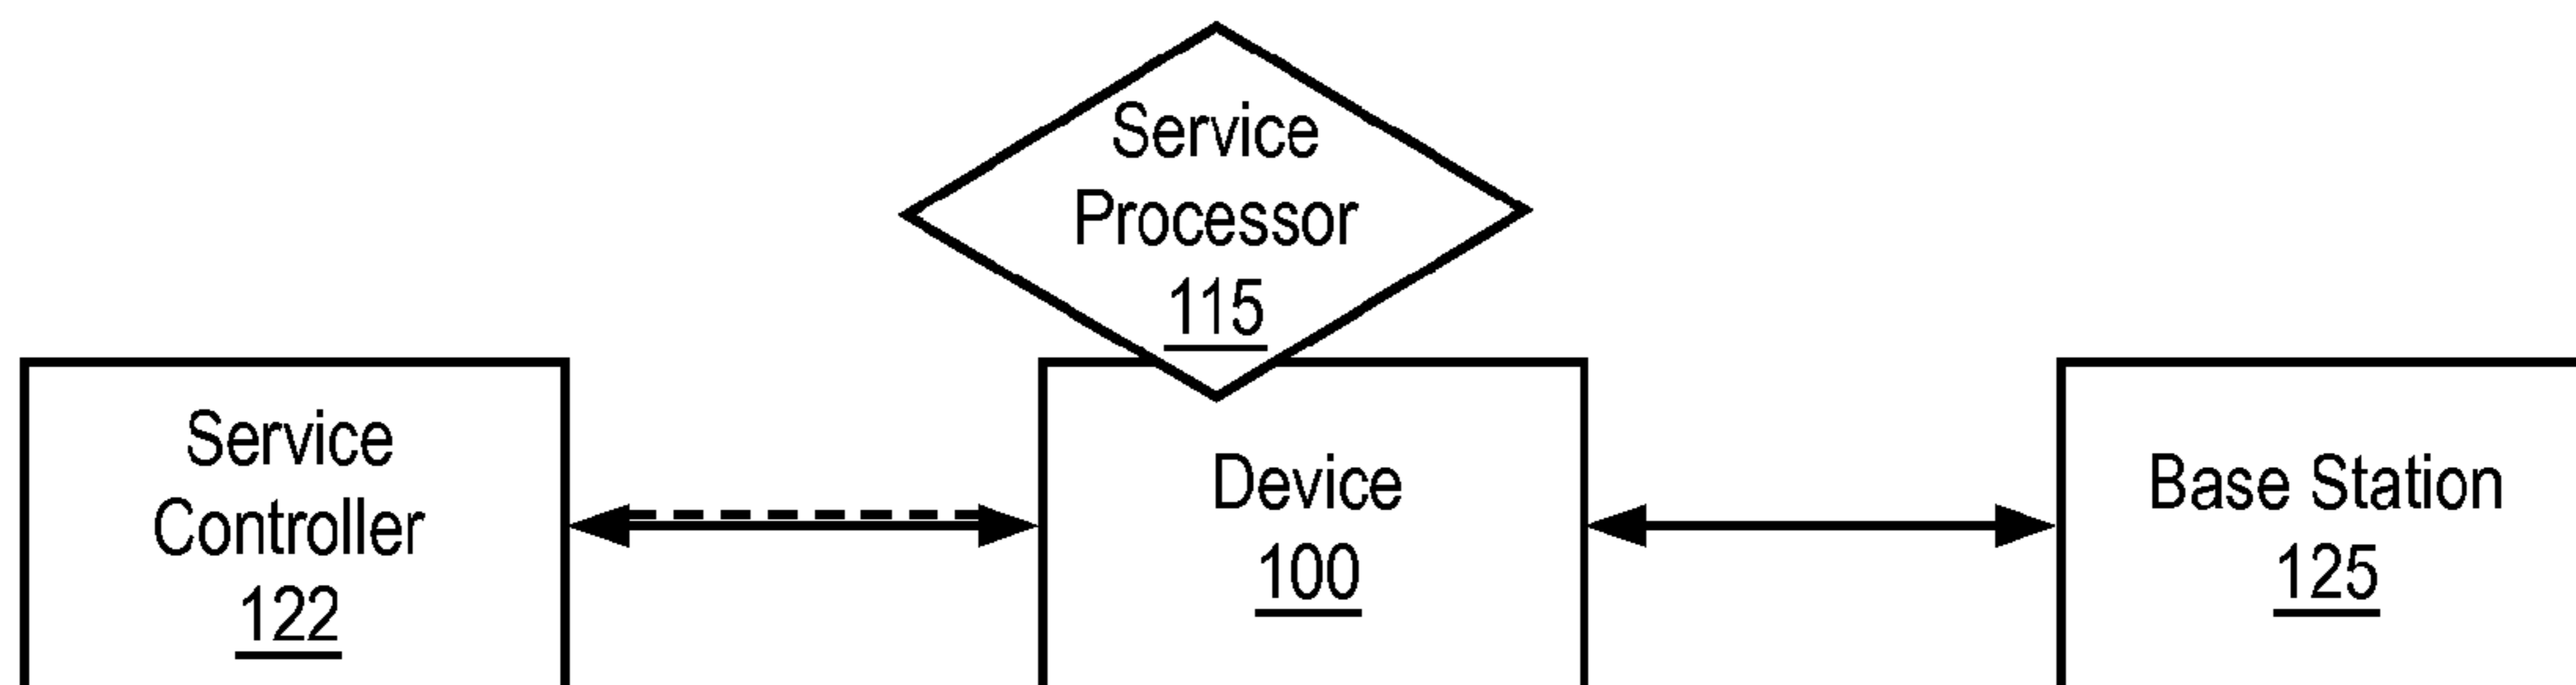 Service
Processor
115
Service
Controller
122
Device
100
Base Station
125